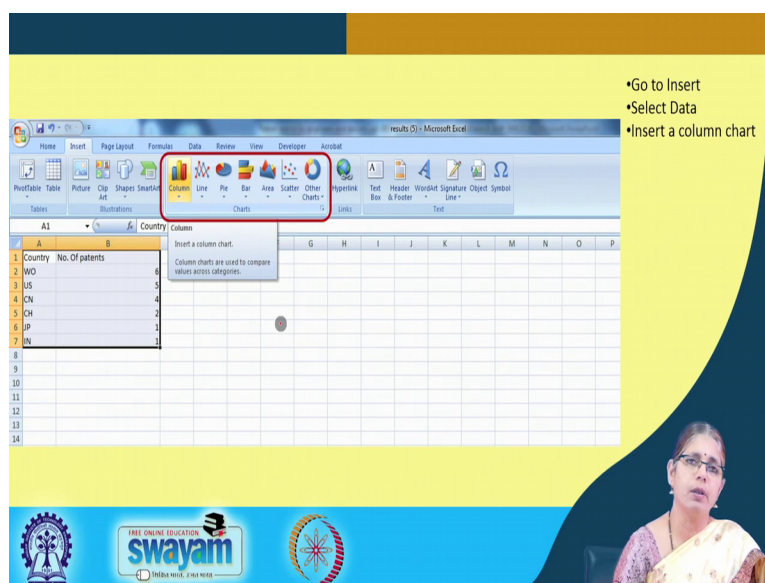 •Go to Insert
•Select Data
•Insert a column chart
results (5) - Microsoft Excel
Home Insert Page Layout Formulas Data Review View Developer Acrobat
PivotTable Table Picture Clip Art Shapes SmartArt Column Line Pie Bar Area Scatter Other Charts Hyperlink Text Box Header & Footer WordArt Signature Line Object Symbol
Tables Illustrations Charts Links Text
A1 fx Country
Column
Insert a column chart.
Column charts are used to compare
values across categories.
A B G H I J K L M N O P
1 Country No. Of patents
2 WO 6
3 US 5
4 CN 4
5 CH 2
6 JP 1
7 IN 1
8
9
10
11
12
13
14
FREE ONLINE EDUCATION
swayam
शिक्षित भारत, उन्नत भारत